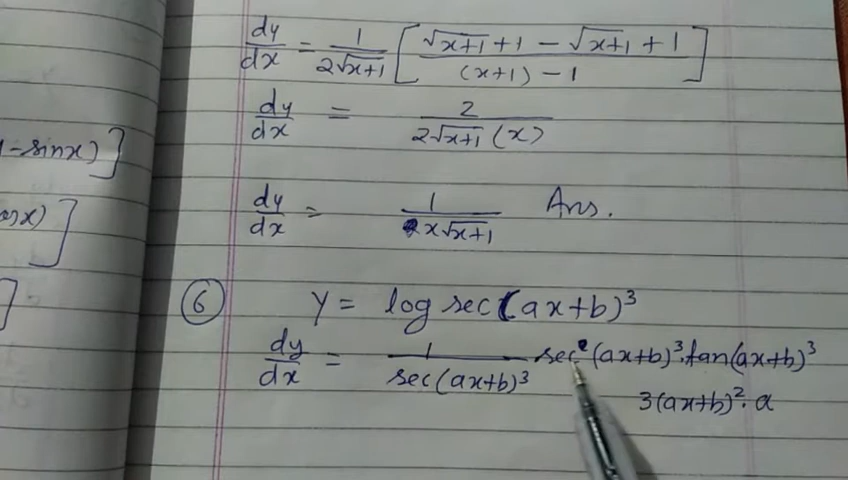 dy/dx = 1/(2√(x+1)) [ (√(x+1) + 1 − √(x+1) + 1) / ((x+1) − 1) ]
dy/dx = 2/(2√(x+1) (x))
−sinx)]
dy/dx = 1/(x√(x+1)) Ans.
x)]
]
⑥ y = log sec(ax+b)³
dy/dx = 1/(sec(ax+b)³) sec(ax+b)³·tan(ax+b)³
3(ax+b)²·a